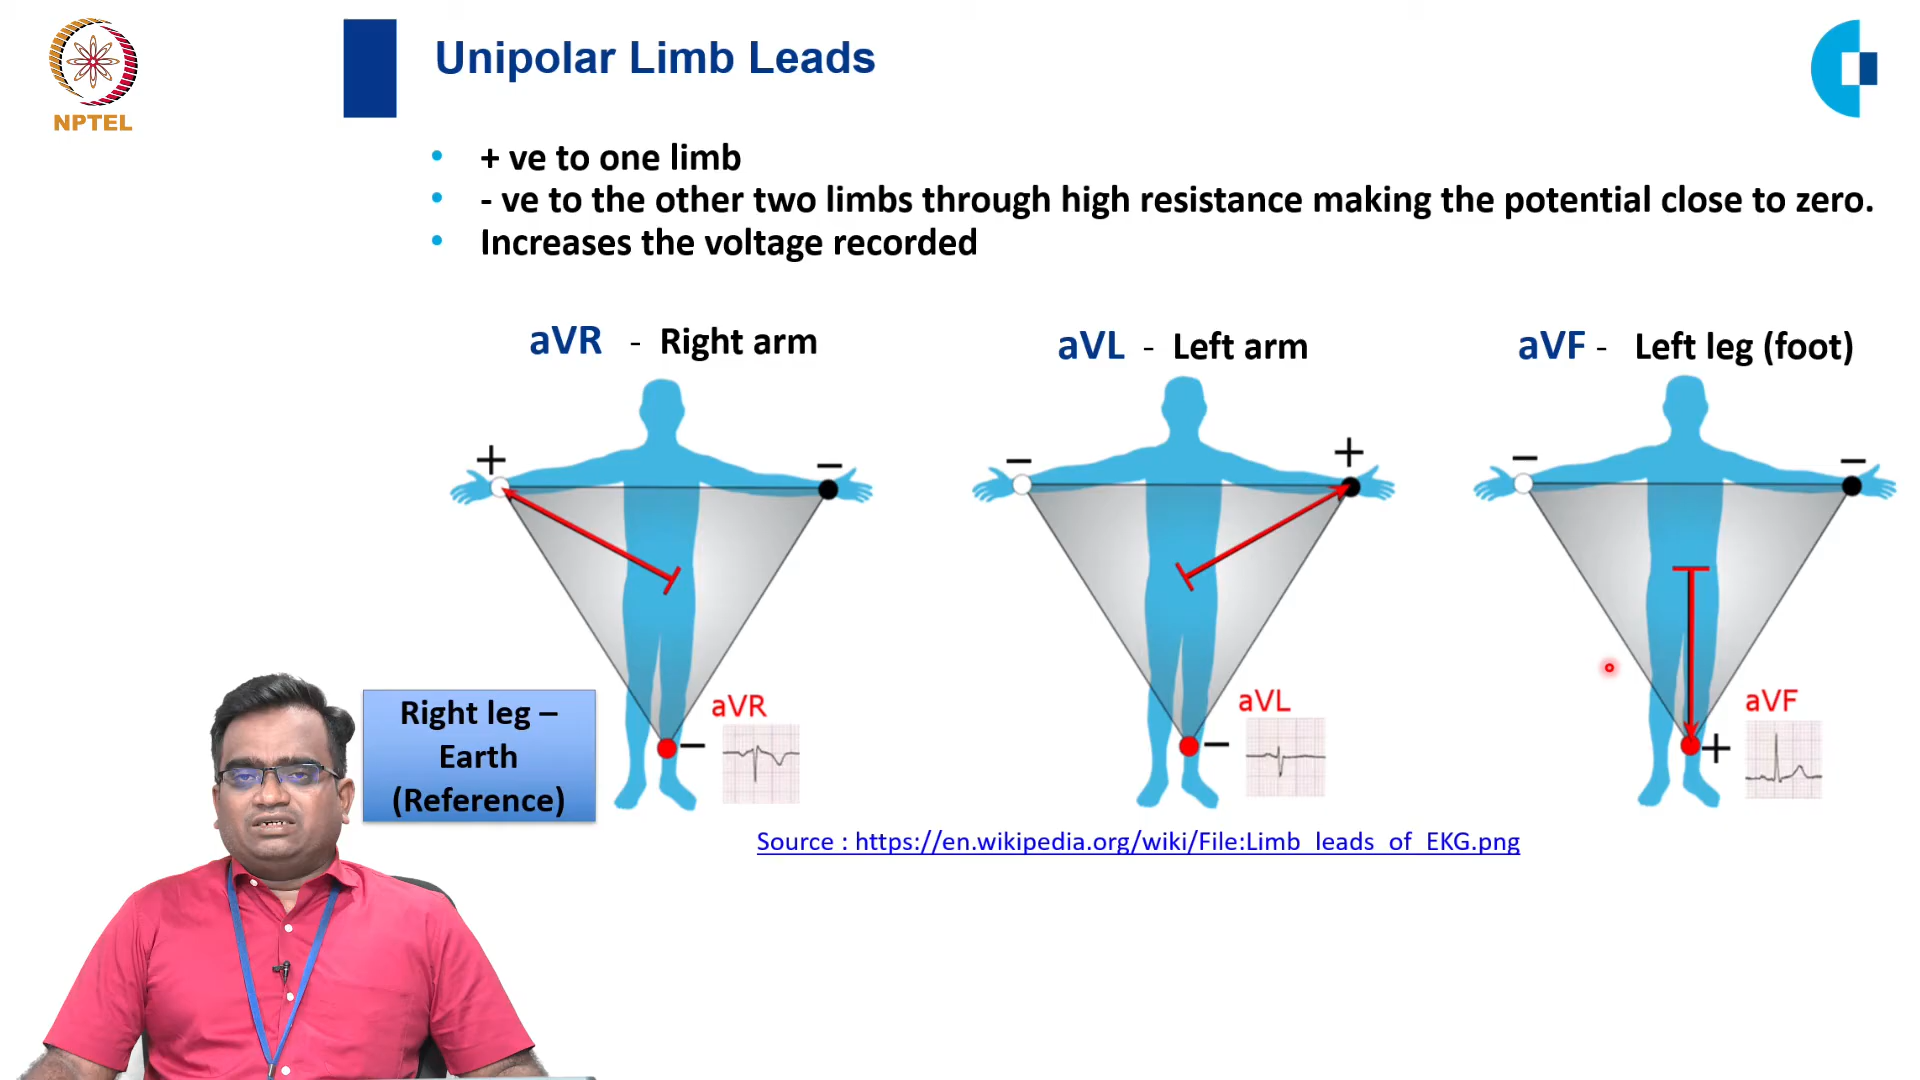 NPTEL
Unipolar Limb Leads
• + ve to one limb
• - ve to the other two limbs through high resistance making the potential close to zero.
• Increases the voltage recorded
aVR - Right arm
aVL - Left arm
aVF - Left leg (foot)
+ −
− +
− −
Right leg –
Earth
(Reference)
aVR
−
aVL
−
aVF
+
Source : https://en.wikipedia.org/wiki/File:Limb_leads_of_EKG.png